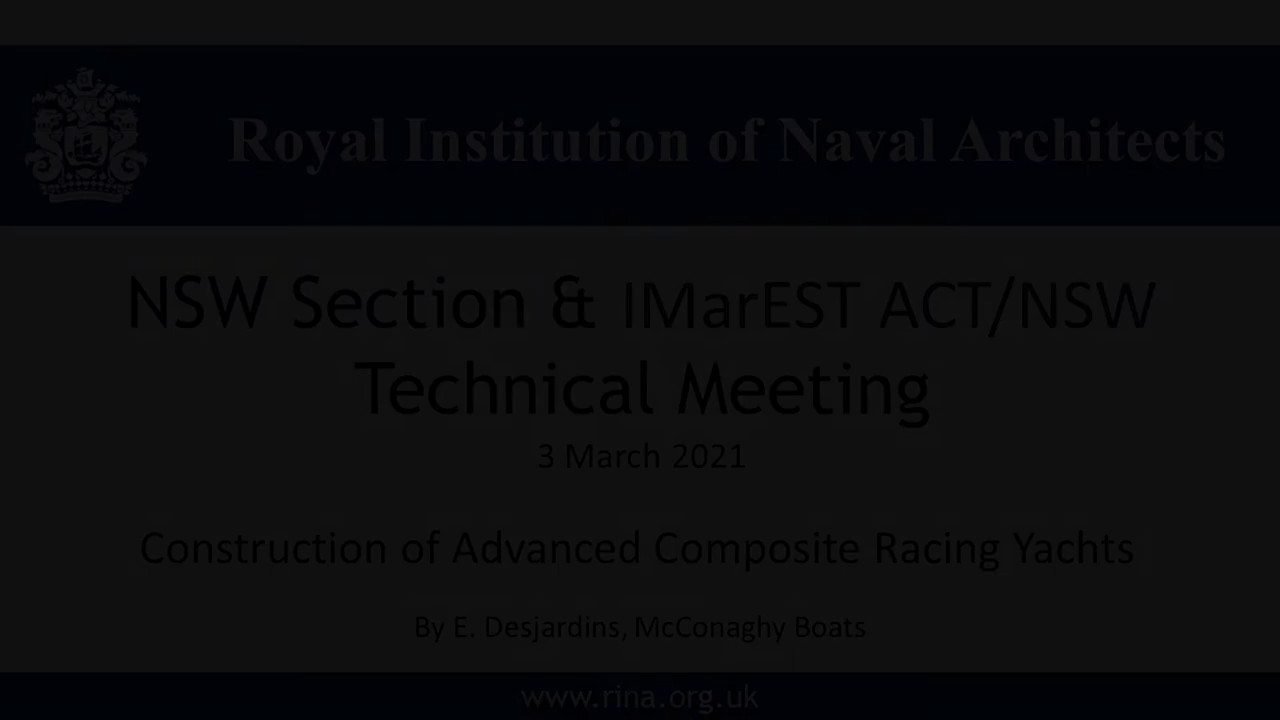 Royal Institution of Naval Architects
NSW Section & IMarEST ACT/NSW
Technical Meeting
3 March 2021
Construction of Advanced Composite Racing Yachts
By E. Desjardins, McConaghy Boats
www.rina.org.uk